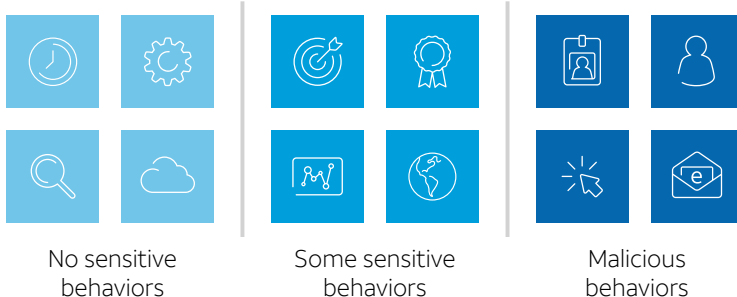 e
No sensitive
behaviors
Some sensitive
behaviors
Malicious
behaviors